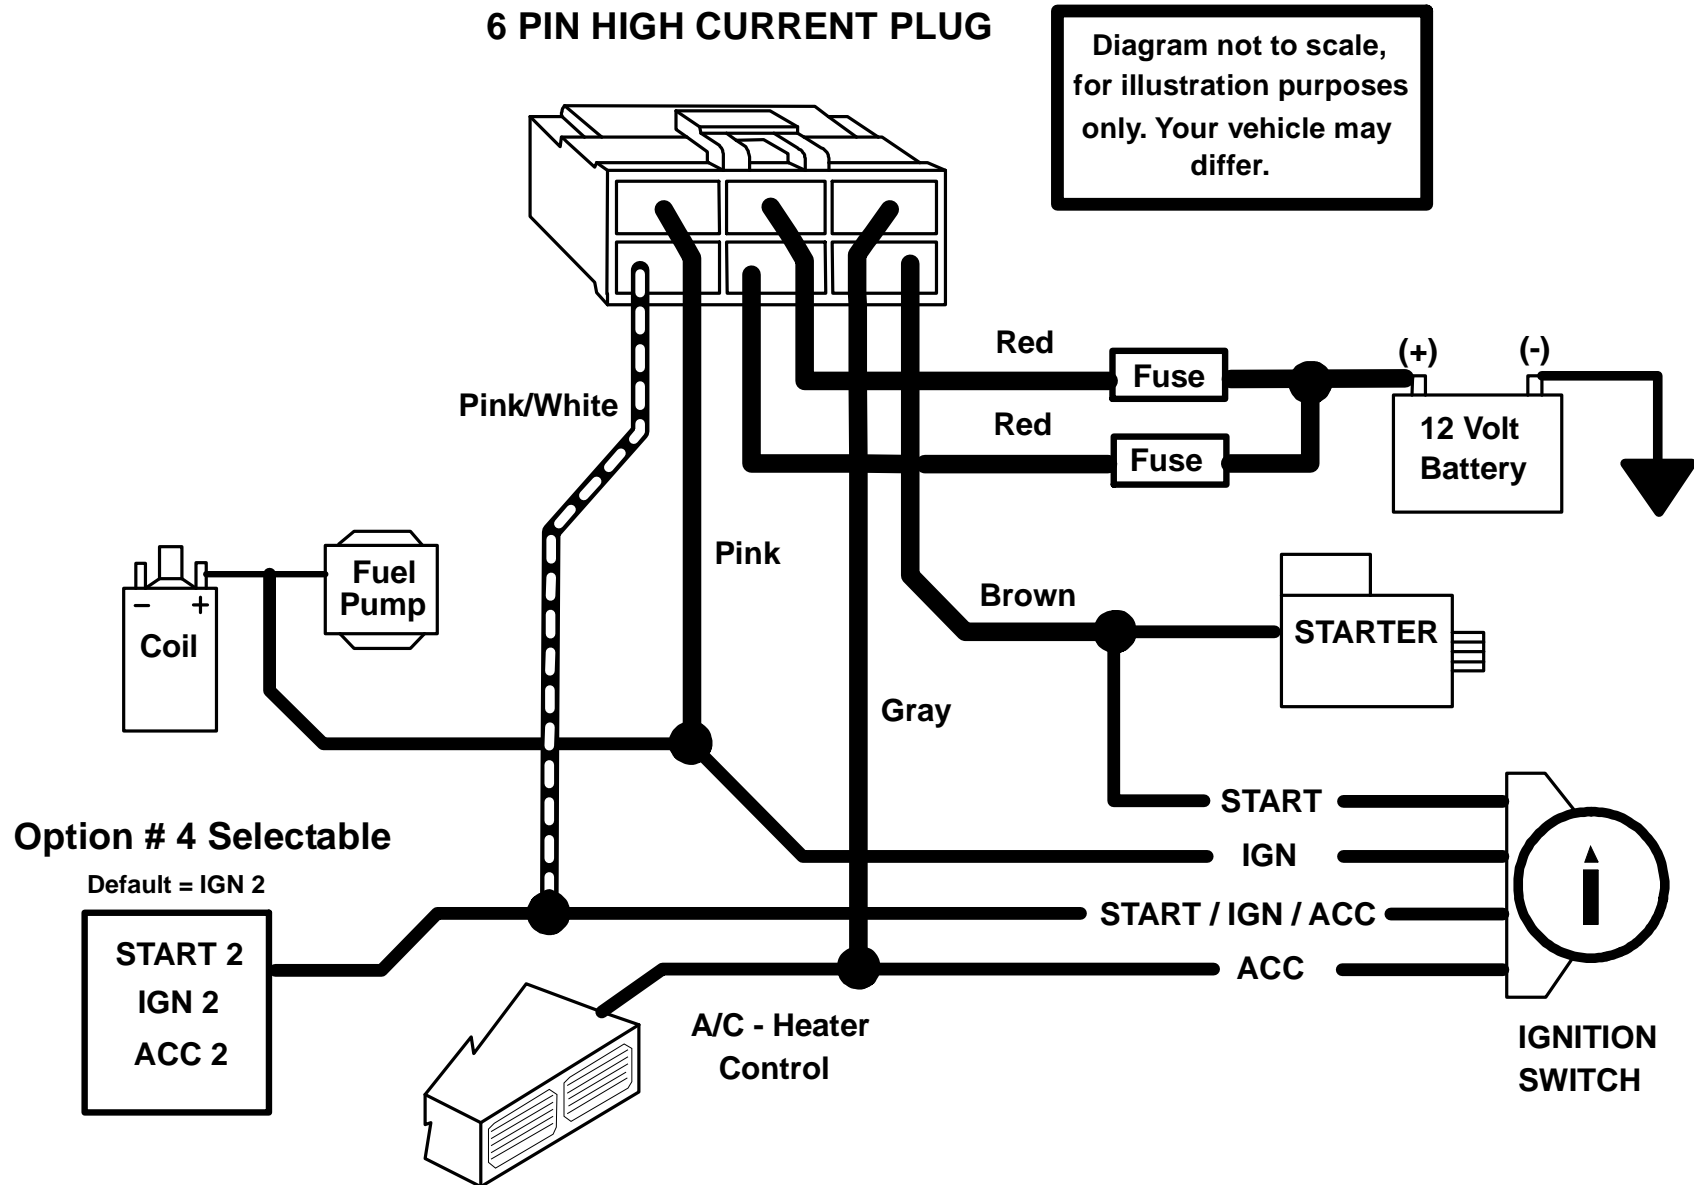 6 PIN HIGH CURRENT PLUG
Diagram not to scale,
for illustration purposes
only. Your vehicle may
differ.
Red
Fuse
(+)
(-)
Pink/White
Red
Fuse
12 Volt
Battery
Pink
Fuel
Pump
- +
Coil
Brown
STARTER
Gray
START
Option # 4 Selectable
IGN
Default = IGN 2
START / IGN / ACC
START 2
IGN 2
ACC 2
ACC
i
A/C - Heater
Control
IGNITION
SWITCH